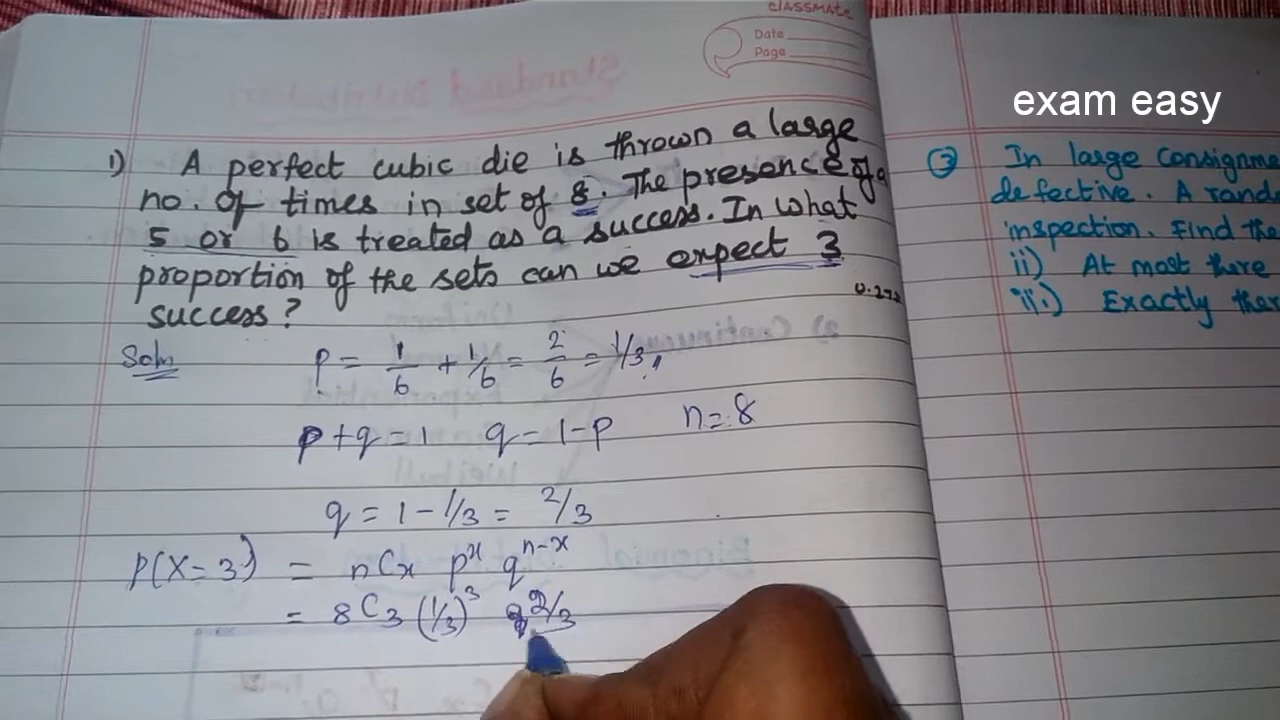 CLASSMATE
Date
Page
exam easy
1) A perfect cubic die is thrown a large
no. of times in set of 8. The presence of a
5 or 6 is treated as a success. In what
proportion of the sets can we expect 3
success?
Soln
p = 1/6 + 1/6 = 2/6 = 1/3
p+q=1 q=1-p n=8
q = 1 - 1/3 = 2/3
P(X=3) = nCx p^x q^n-x
= 8C3 (1/3)^3 2/3
3 In large Consignme
defective. A rand
inspection. Find the
ii) At most
iii) Exactly